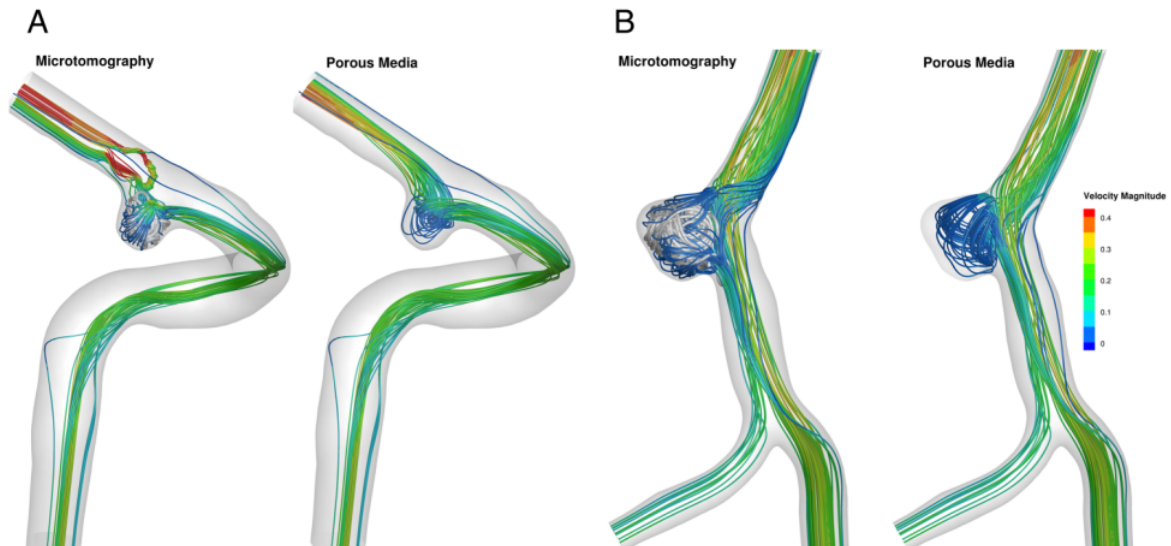 A
B
Microtomography
Porous Media
Microtomography
Porous Media
Velocity Magnitude
0.4
0.3
0.2
0.1
0